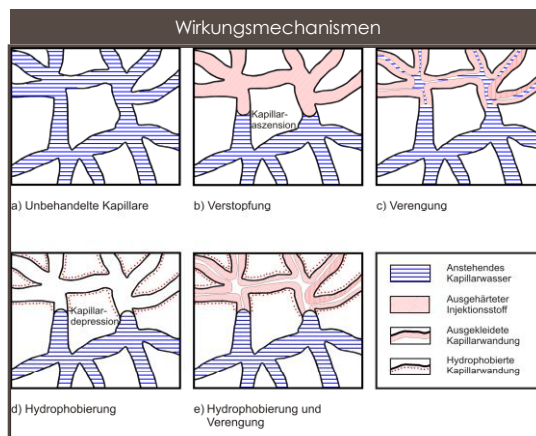 Wirkungsmechanismen
Kapillar-
aszension
a) Unbehandelte Kapillare
b) Verstopfung
c) Verengung
Kapillar-
depression
d) Hydrophobierung
e) Hydrophobierung und
Verengung
Anstehendes
Kapillarwasser
Ausgehärteter
Injektionsstoff
Ausgekleidete
Kapillarwandung
Hydrophobierte
Kapillarwandung